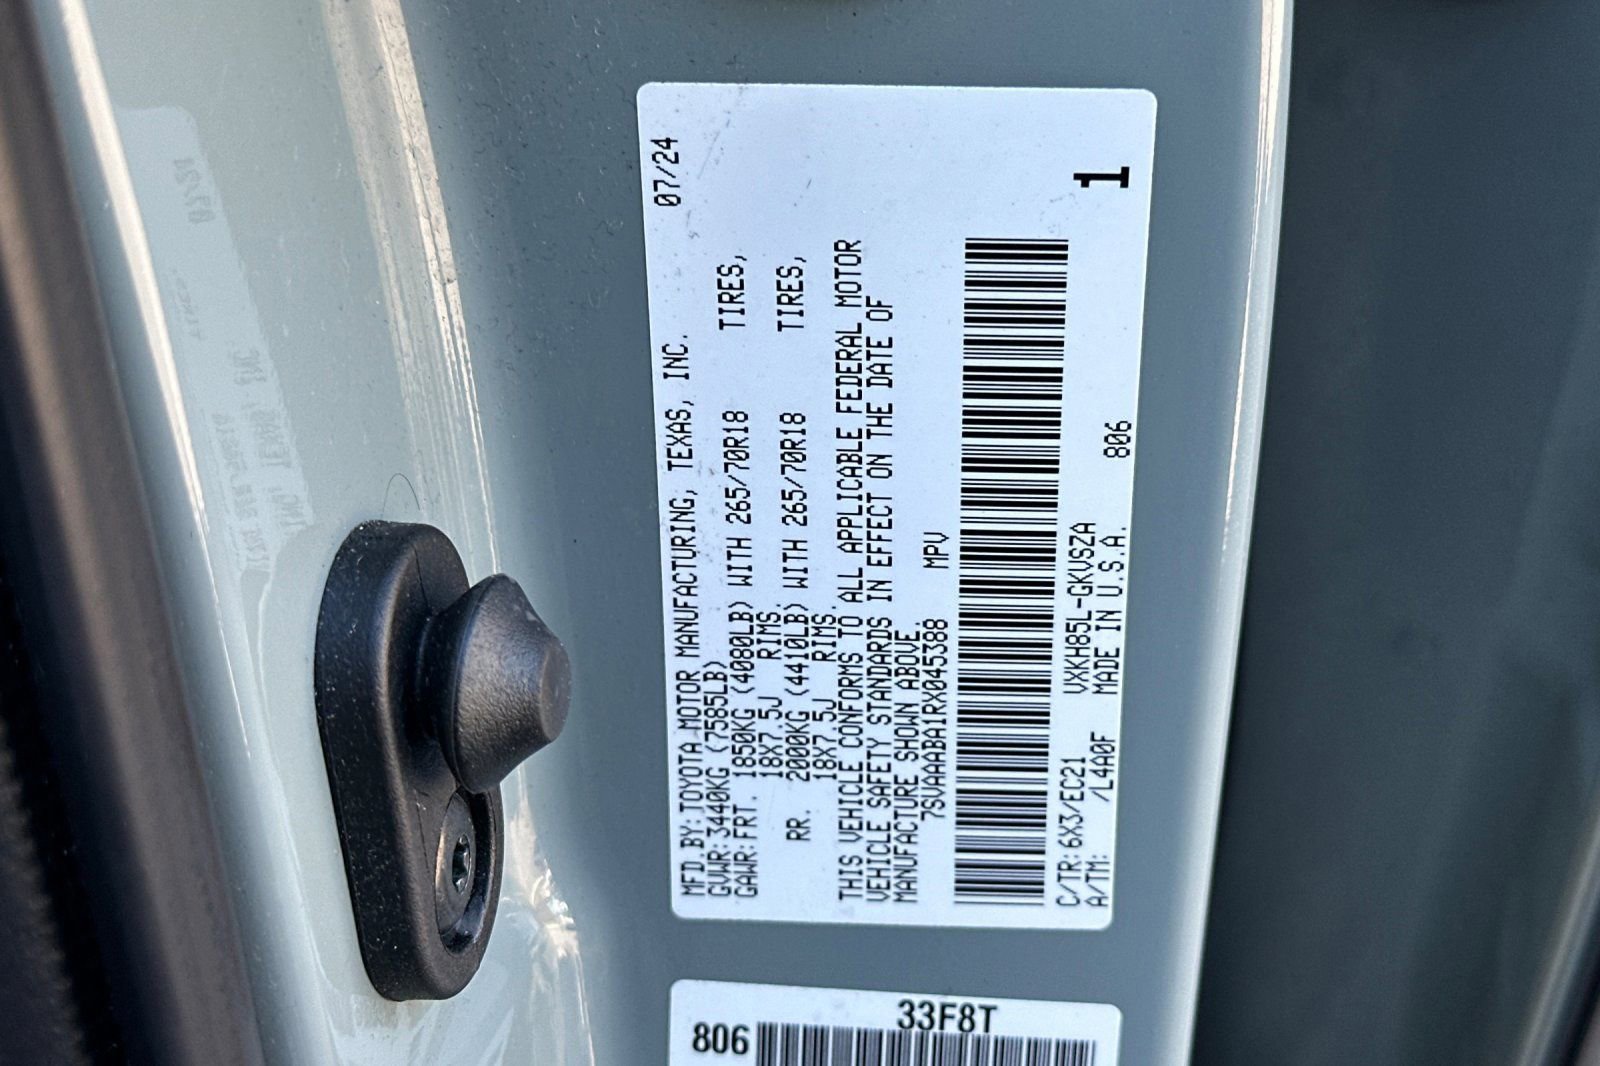 MFD.BY:TOYOTA MOTOR MANUFACTURING, TEXAS, INC. 07/24
GVWR:3440KG (7585LB)
GAWR:FRT. 1850KG (4080LB) WITH 265/70R18 TIRES,
18X7.5J RIMS.
RR. 2000KG (4410LB) WITH 265/70R18 TIRES,
18X7.5J RIMS.
THIS VEHICLE CONFORMS TO ALL APPLICABLE FEDERAL MOTOR
VEHICLE SAFETY STANDARDS IN EFFECT ON THE DATE OF
MANUFACTURE SHOWN ABOVE.
7SVAAABA1RX045388 MPV
C/TR:6X3/EC21 VXKH85L-GKVSZA
A/TM: /L4A0F MADE IN U.S.A. 806
1
33F8T
806